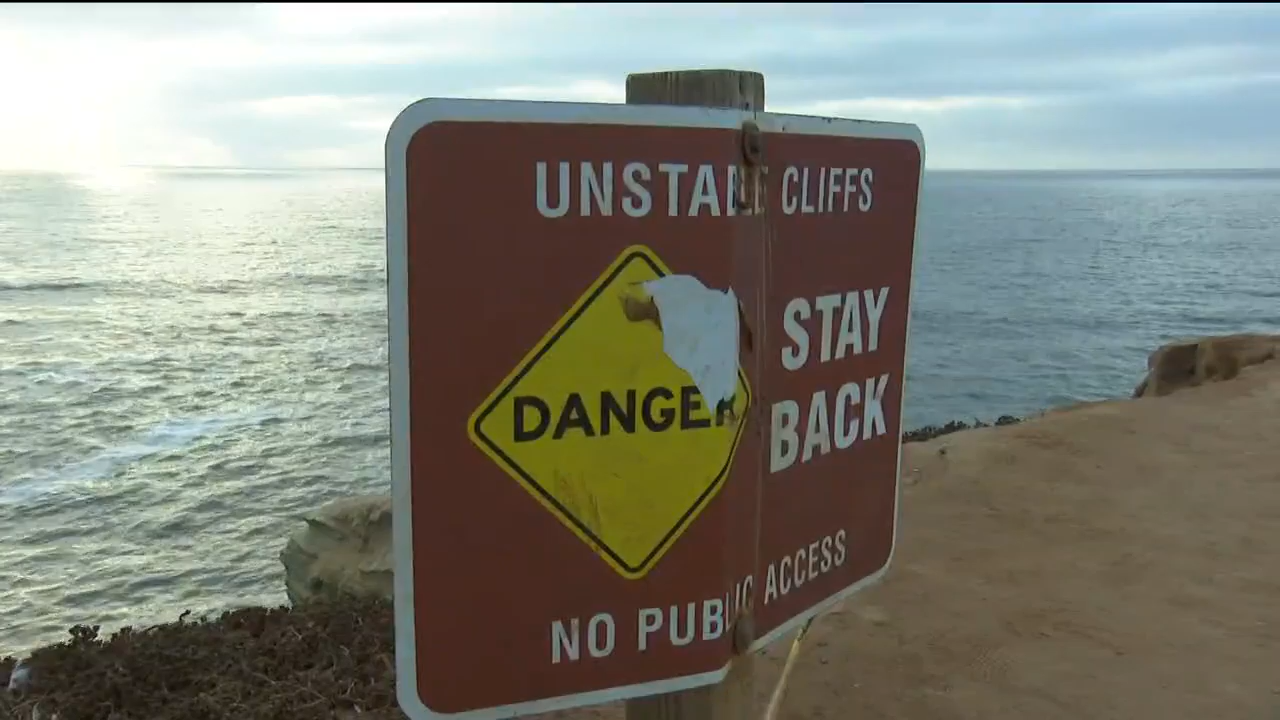 UNSTABLE CLIFFS
DANGER
STAY
BACK
NO PUBLIC ACCESS